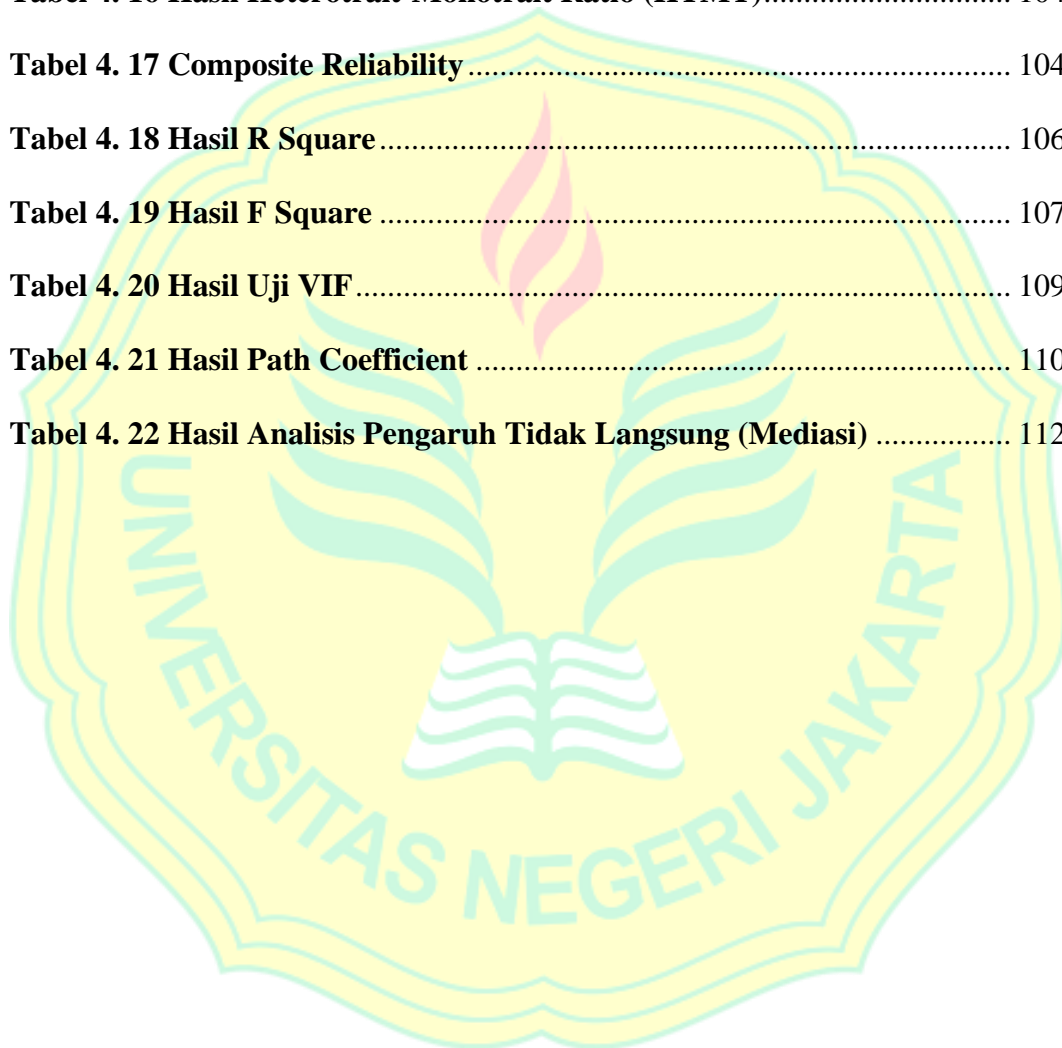 Tabel 4. 17 Composite Reliability ........ 104
Tabel 4. 18 Hasil R Square ........ 106
Tabel 4. 19 Hasil F Square ........ 107
Tabel 4. 20 Hasil Uji VIF ........ 109
Tabel 4. 21 Hasil Path Coefficient ........ 110
Tabel 4. 22 Hasil Analisis Pengaruh Tidak Langsung (Mediasi) ........ 112
UNIVERSITAS NEGERI JAKARTA